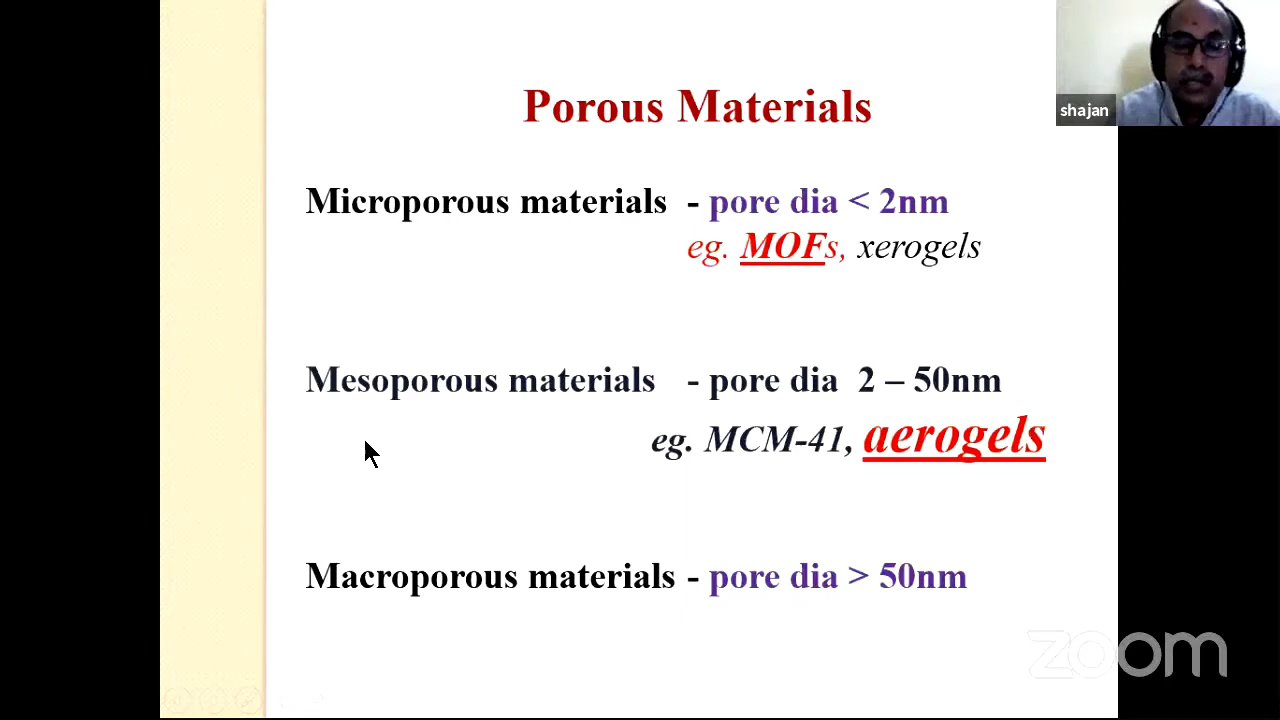 shajan
Porous Materials
Microporous materials - pore dia < 2nm
eg. MOFs, xerogels
Mesoporous materials - pore dia 2 – 50nm
eg. MCM-41, aerogels
Macroporous materials - pore dia > 50nm
zoom